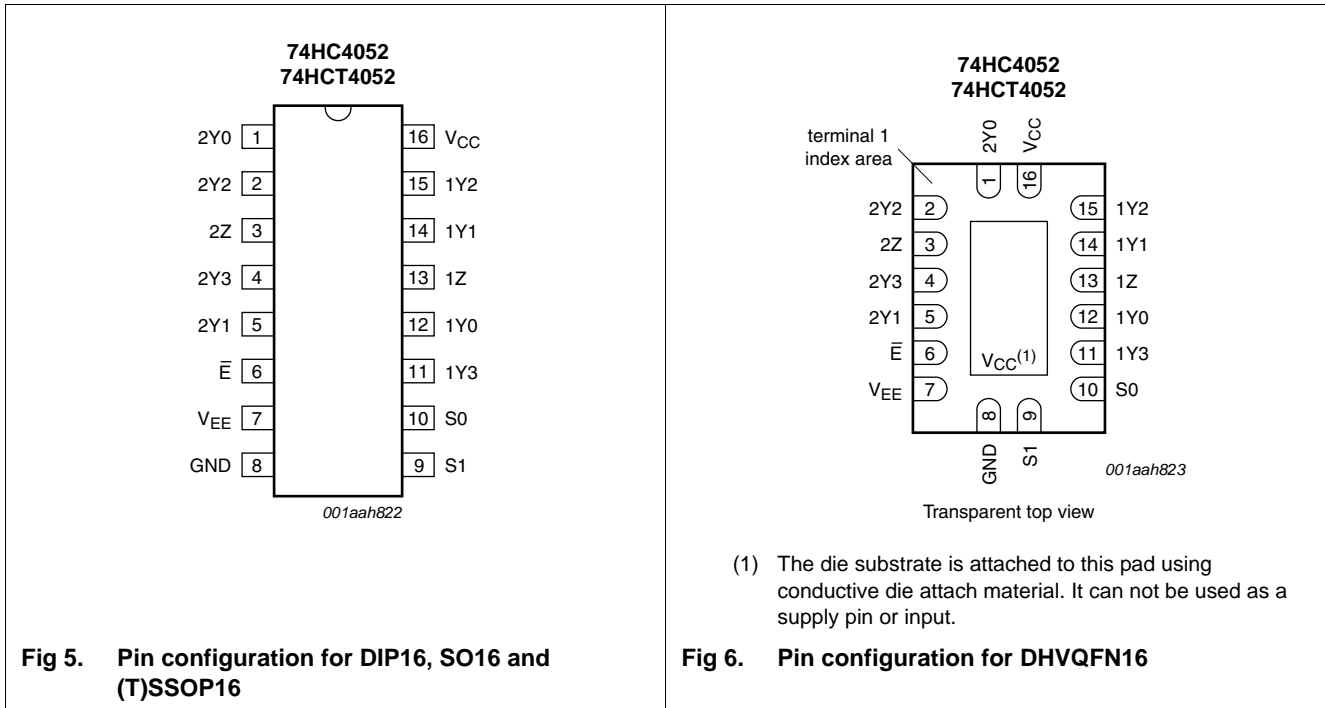 74HC4052
74HCT4052
2Y0 1
16 VCC
2Y2 2
15 1Y2
2Z 3
14 1Y1
2Y3 4
13 1Z
2Y1 5
12 1Y0
E̅ 6
11 1Y3
VEE 7
10 S0
GND 8
9 S1
001aah822
Fig 5. Pin configuration for DIP16, SO16 and
(T)SSOP16
74HC4052
74HCT4052
terminal 1
index area
2Y0
VCC
1
16
2Y2 2
15 1Y2
2Z 3
14 1Y1
2Y3 4
13 1Z
2Y1 5
12 1Y0
E̅ 6
11 1Y3
VCC(1)
VEE 7
10 S0
8
9
GND
S1
001aah823
Transparent top view
(1) The die substrate is attached to this pad using
conductive die attach material. It can not be used as a
supply pin or input.
Fig 6. Pin configuration for DHVQFN16